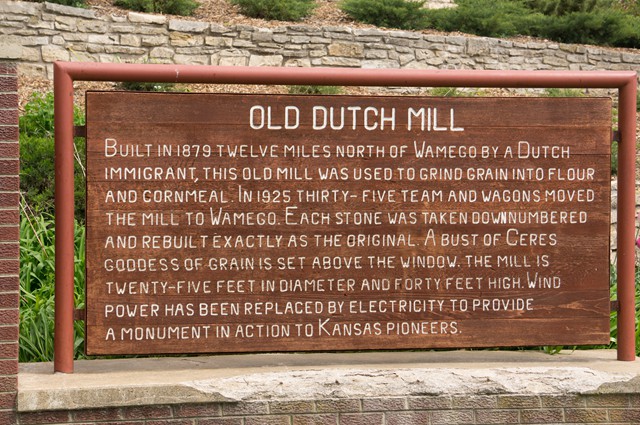 OLD DUTCH MILL
BUILT IN 1879 TWELVE MILES NORTH OF WAMEGO BY A DUTCH
IMMIGRANT, THIS OLD MILL WAS USED TO GRIND GRAIN INTO FLOUR
AND CORNMEAL. IN 1925 THIRTY-FIVE TEAM AND WAGONS MOVED
THE MILL TO WAMEGO. EACH STONE WAS TAKEN DOWN NUMBERED
AND REBUILT EXACTLY AS THE ORIGINAL. A BUST OF CERES
GODDESS OF GRAIN IS SET ABOVE THE WINDOW. THE MILL IS
TWENTY-FIVE FEET IN DIAMETER AND FORTY FEET HIGH. WIND
POWER HAS BEEN REPLACED BY ELECTRICITY TO PROVIDE
A MONUMENT IN ACTION TO KANSAS PIONEERS.